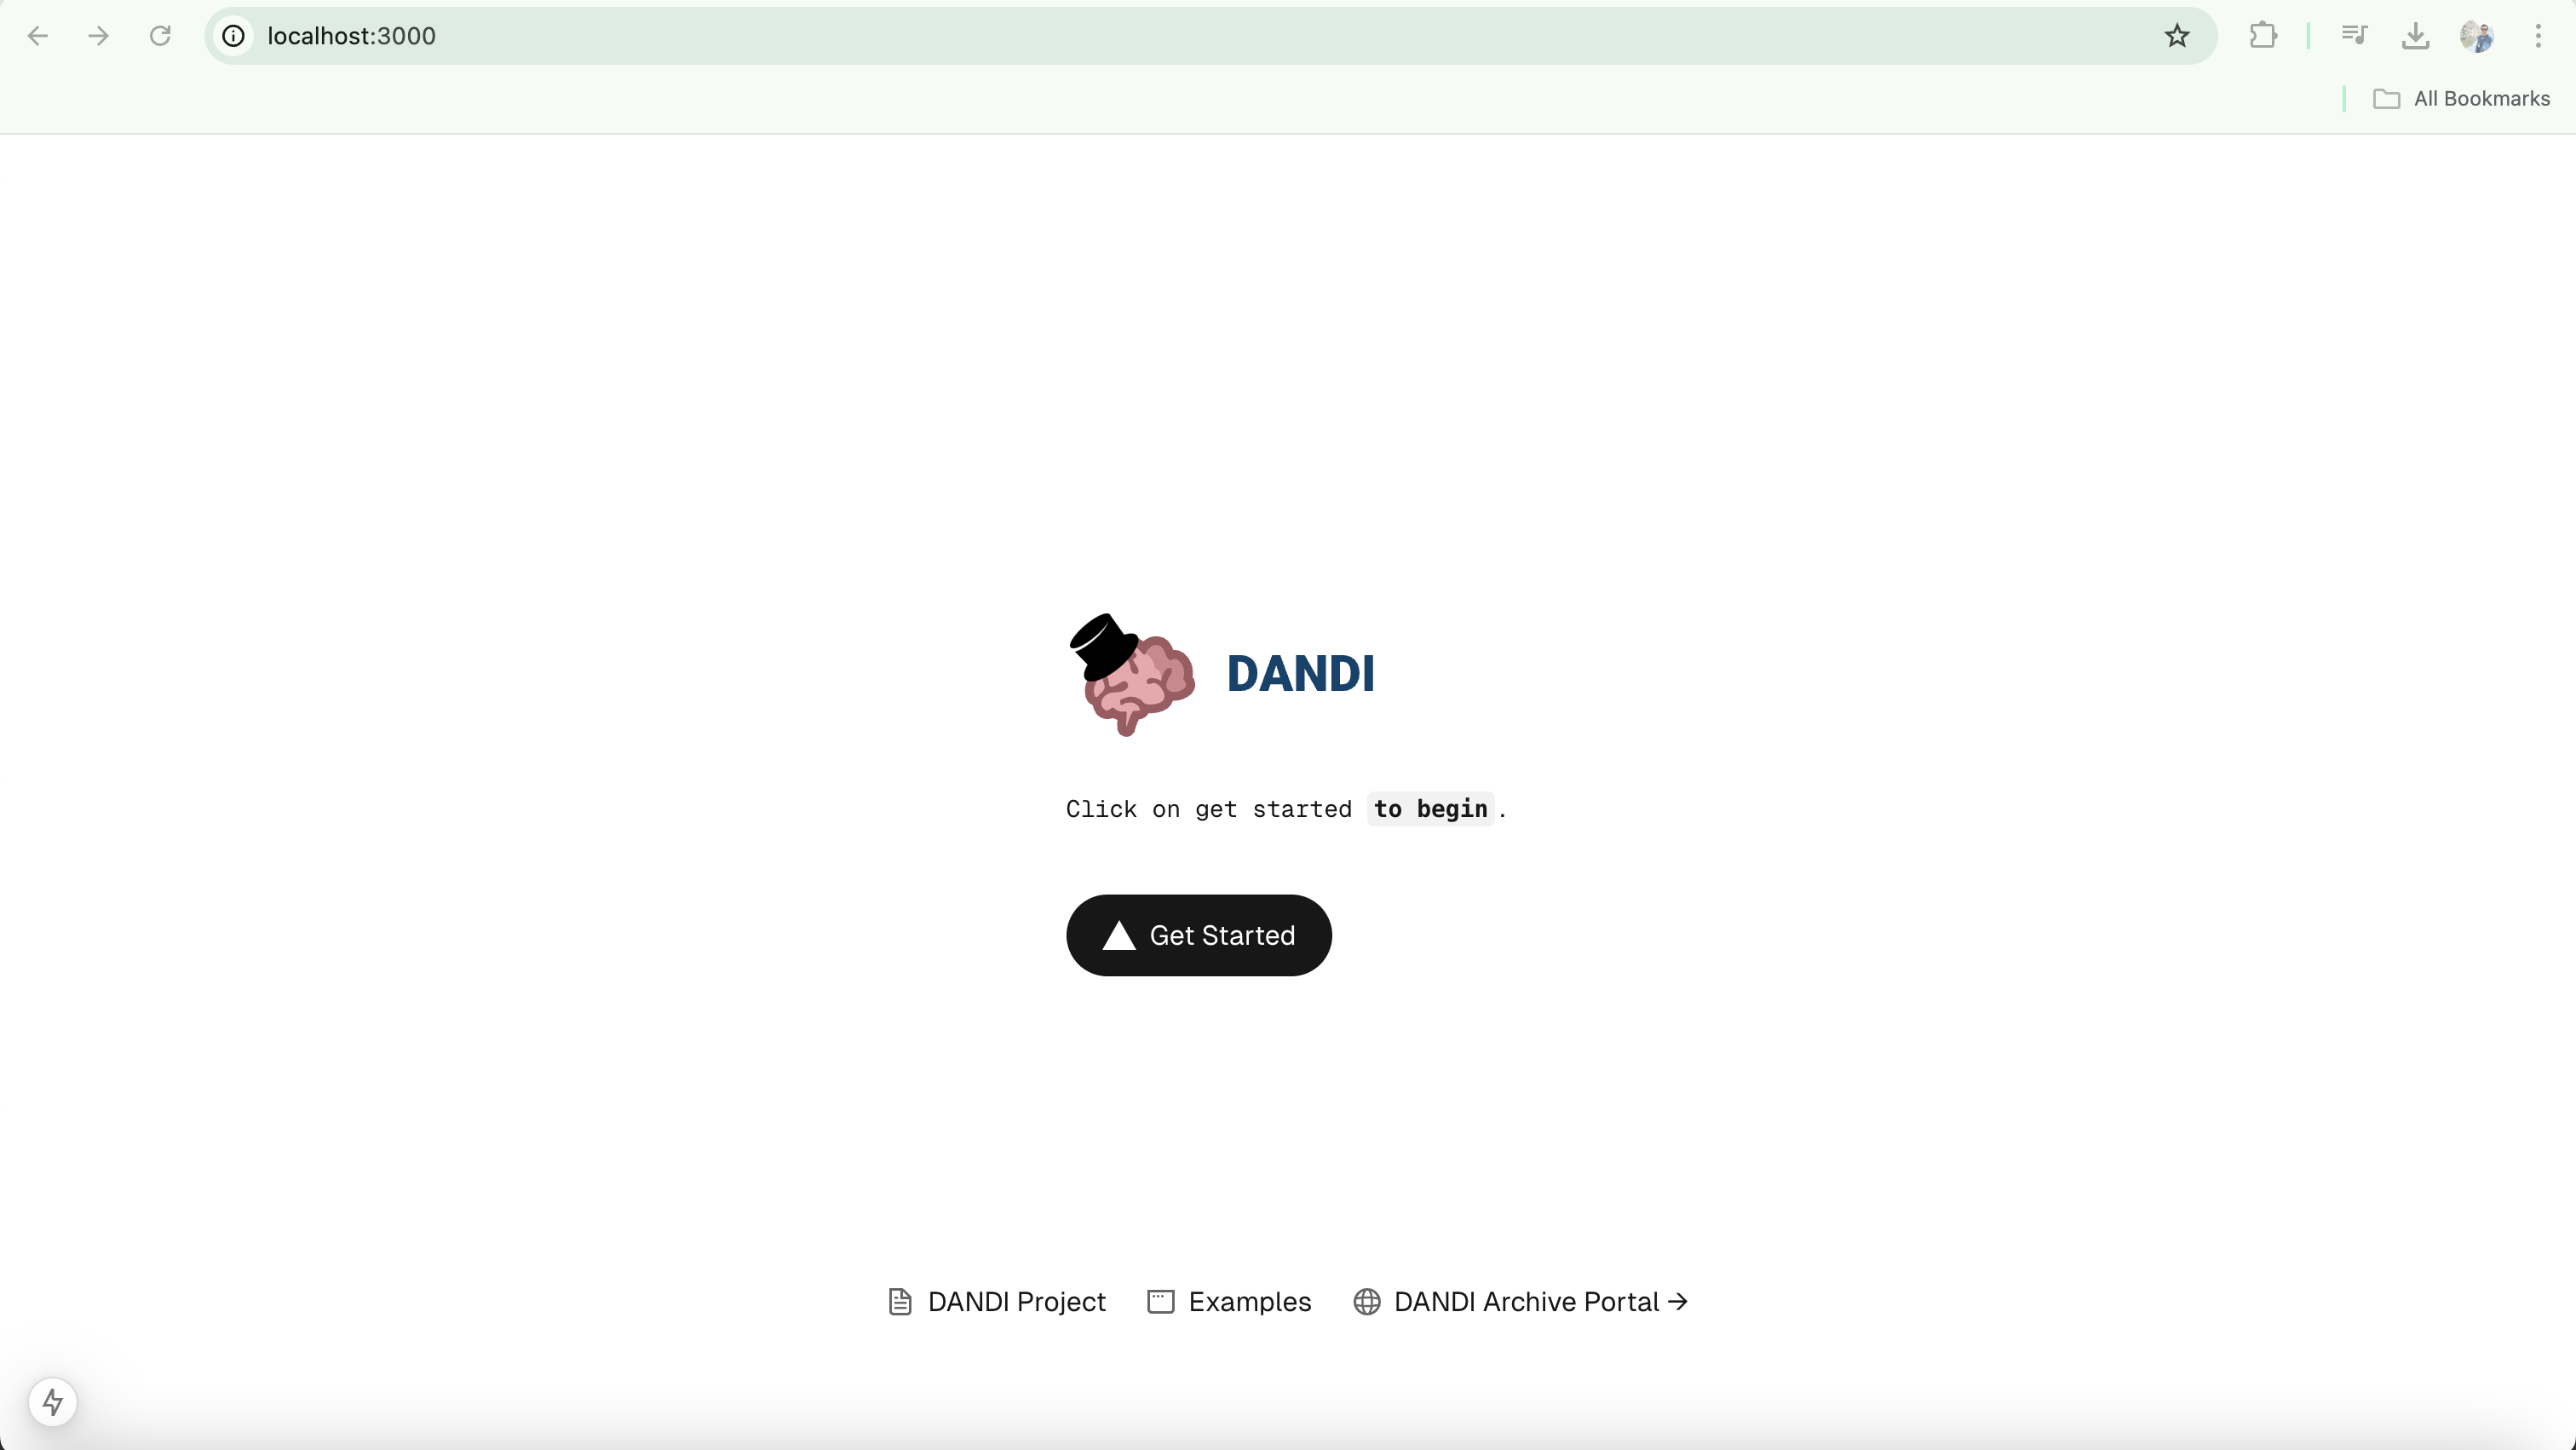 localhost:3000
All Bookmarks
DANDI
Click on get started to begin.
Get Started
DANDI Project Examples DANDI Archive Portal →